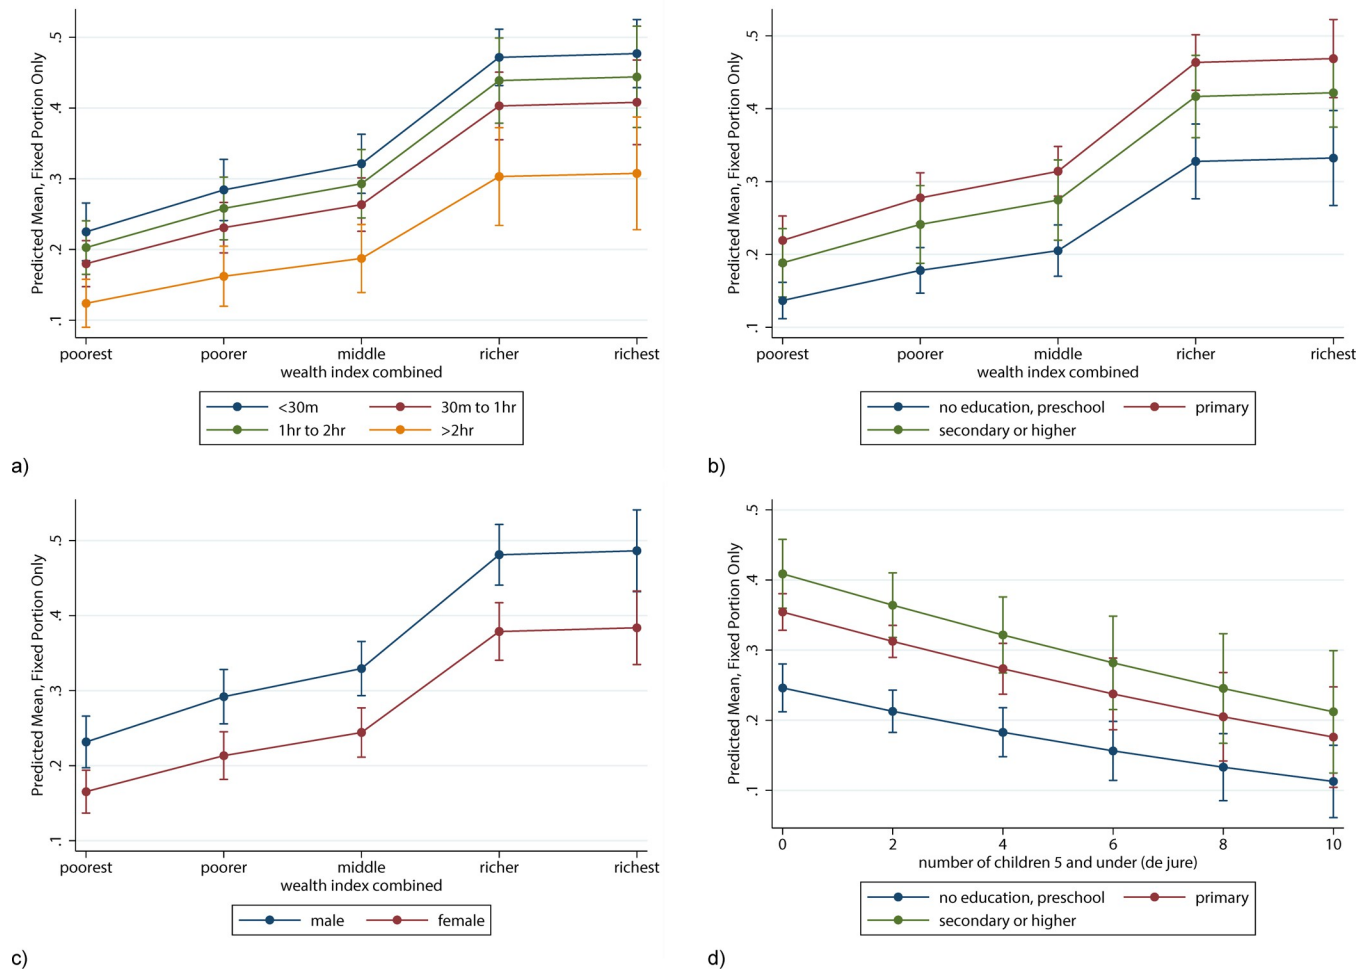 Predicted Mean, Fixed Portion Only
.5
.4
.3
.2
.1
poorest poorer middle richer richest
wealth index combined
<30m 30m to 1hr
1hr to 2hr >2hr
a)
Predicted Mean, Fixed Portion Only
.5
.4
.3
.2
.1
poorest poorer middle richer richest
wealth index combined
no education, preschool primary
secondary or higher
b)
Predicted Mean, Fixed Portion Only
.5
.4
.3
.2
.1
poorest poorer middle richer richest
wealth index combined
male female
c)
Predicted Mean, Fixed Portion Only
.5
.4
.3
.2
.1
0 2 4 6 8 10
number of children 5 and under (de jure)
no education, preschool primary
secondary or higher
d)